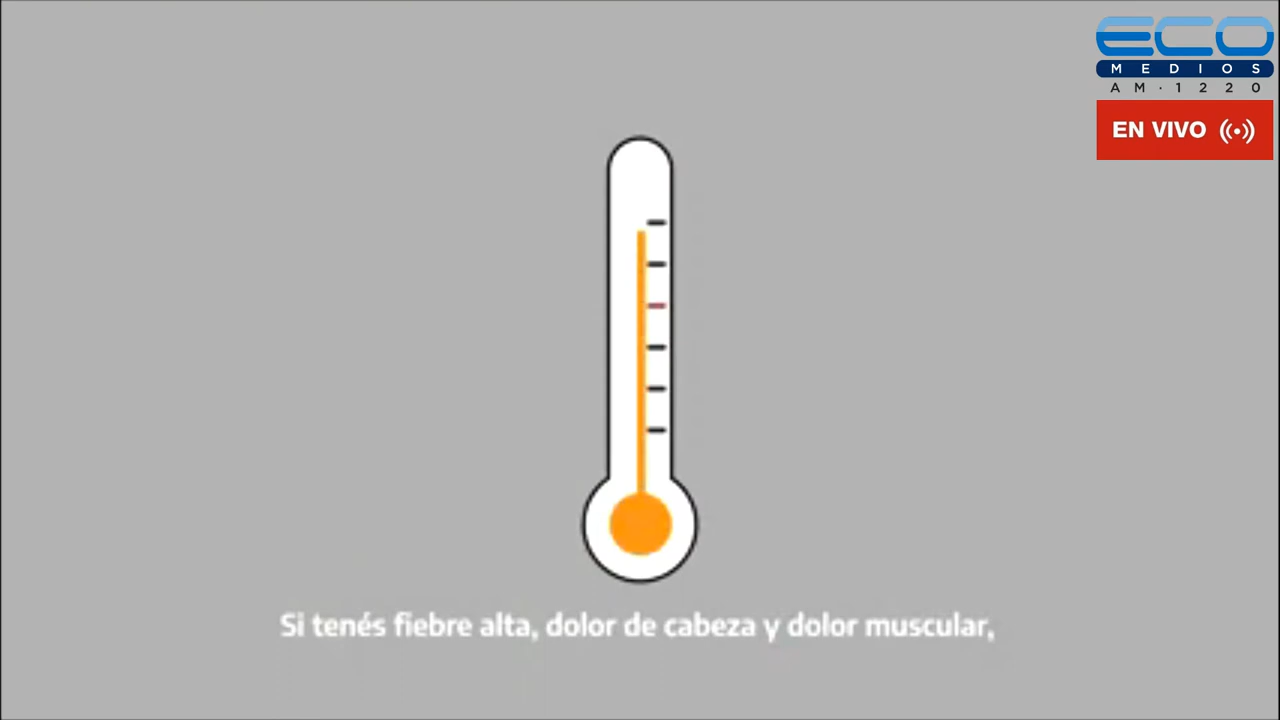 ECO
MEDIOS
AM·1220
EN VIVO
Si tenés fiebre alta, dolor de cabeza y dolor muscular,